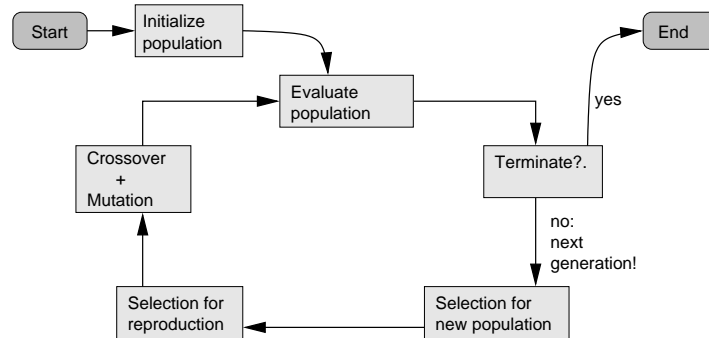 Start
Initialize
population
End
Evaluate
population
yes
Crossover
+
Mutation
Terminate?.
no:
next
generation!
Selection for
reproduction
Selection for
new population